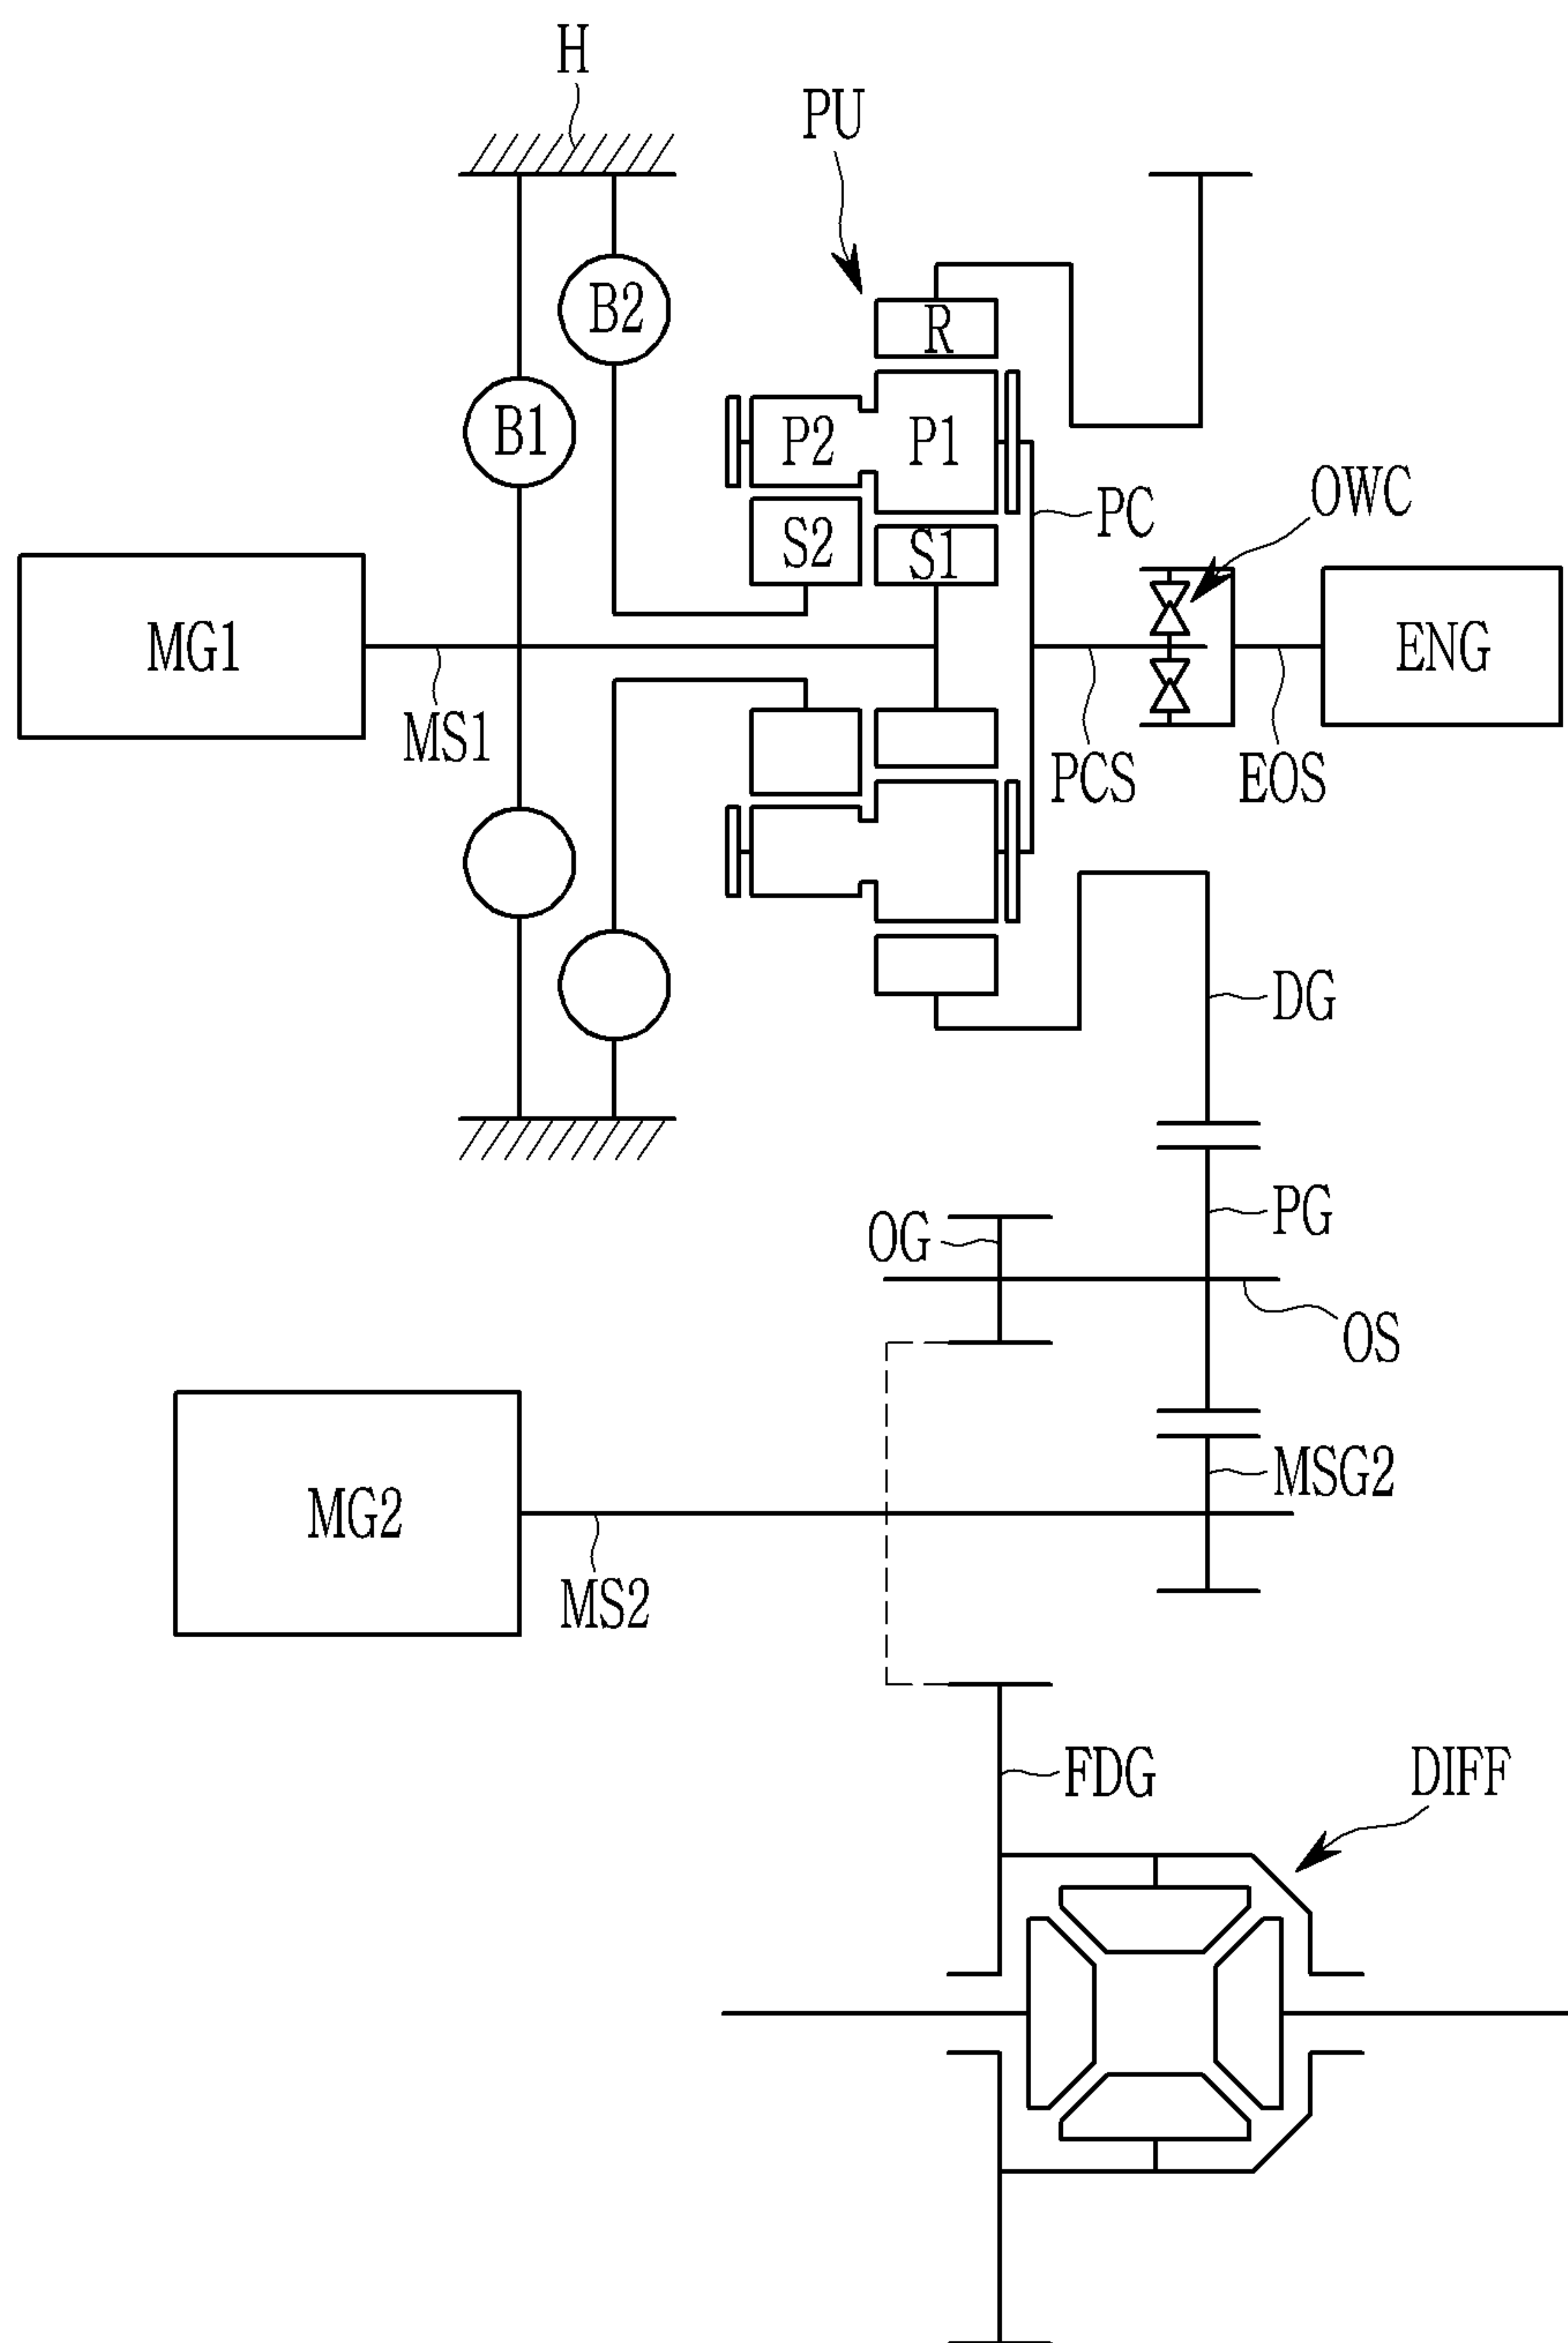 H
PU
B2
R
B1
P2
P1
OWC
PC
S2
S1
MG1
ENG
MS1
PCS
EOS
DG
PG
OG
OS
MSG2
MG2
MS2
FDG
DIFF